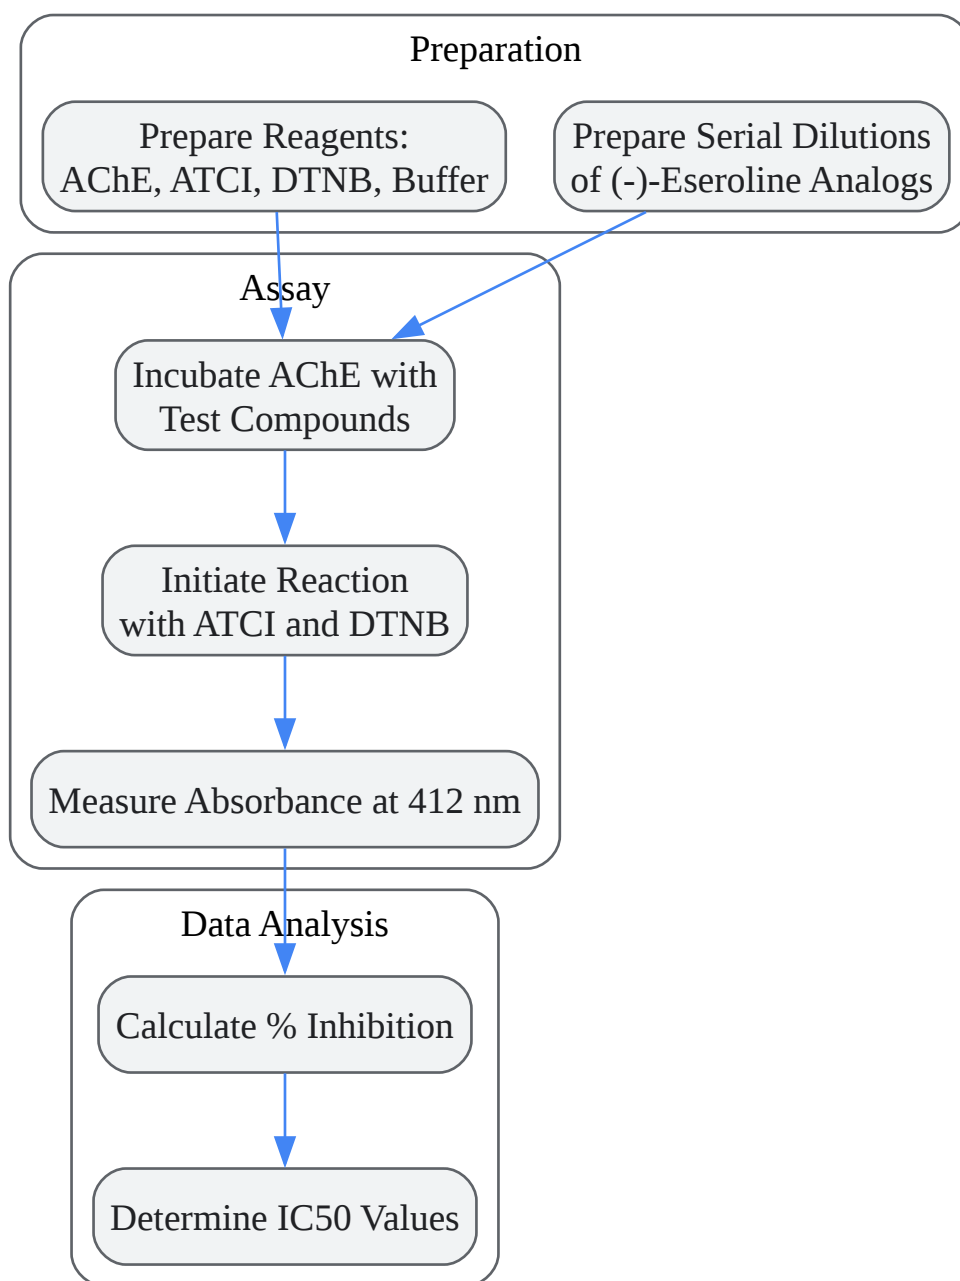 Preparation
Prepare Reagents:
AChE, ATCI, DTNB, Buffer
Prepare Serial Dilutions
of (-)-Eseroline Analogs
Assay
Incubate AChE with
Test Compounds
Initiate Reaction
with ATCI and DTNB
Measure Absorbance at 412 nm
Data Analysis
Calculate % Inhibition
Determine IC50 Values